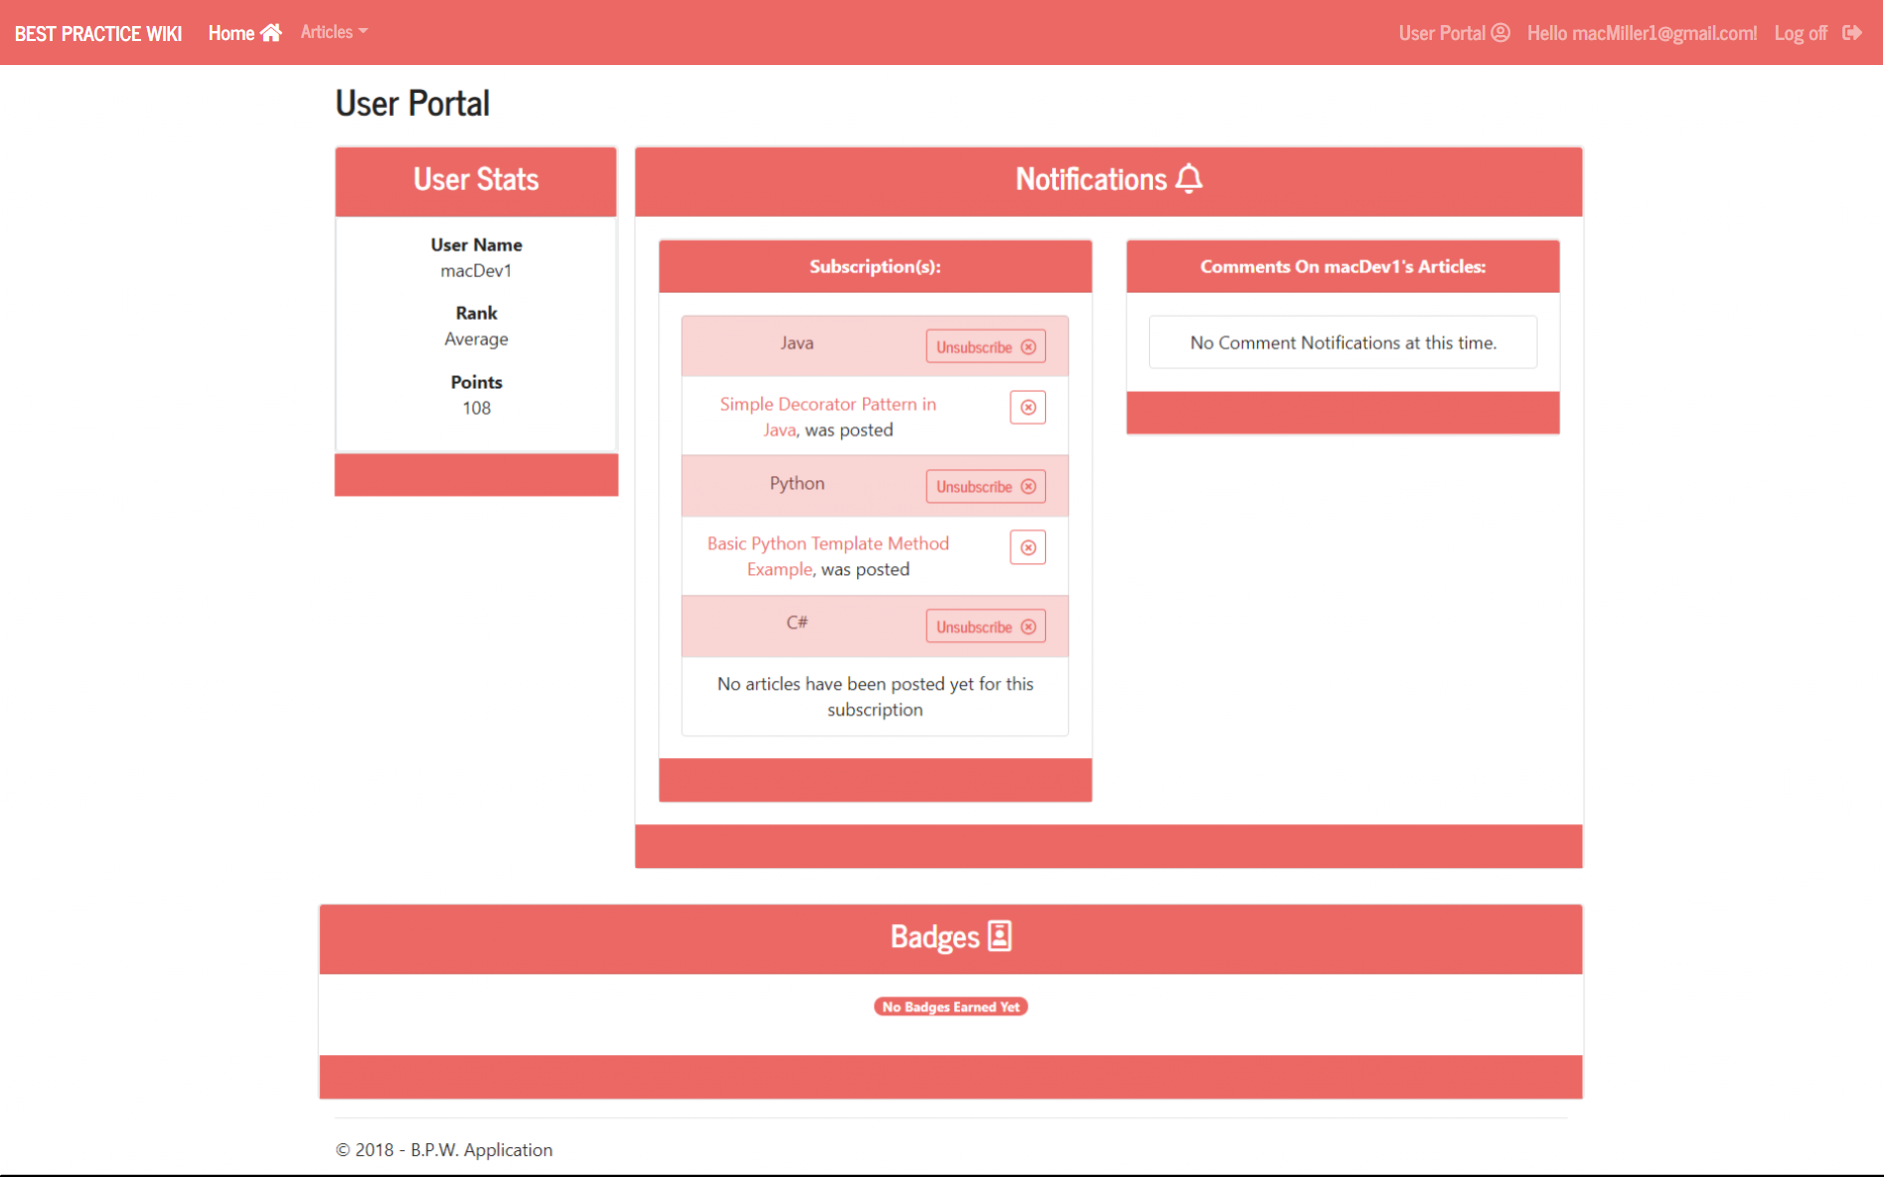 BEST PRACTICE WIKI Home Articles User Portal Hello macMiller1@gmail.com! Log off
User Portal
User Stats
User Name
macDev1
Rank
Average
Points
108
Notifications
Subscription(s):
Java Unsubscribe
Simple Decorator Pattern in
Java, was posted
Python Unsubscribe
Basic Python Template Method
Example, was posted
C# Unsubscribe
No articles have been posted yet for this
subscription
Comments On macDev1's Articles:
No Comment Notifications at this time.
Badges
No Badges Earned Yet
© 2018 - B.P.W. Application